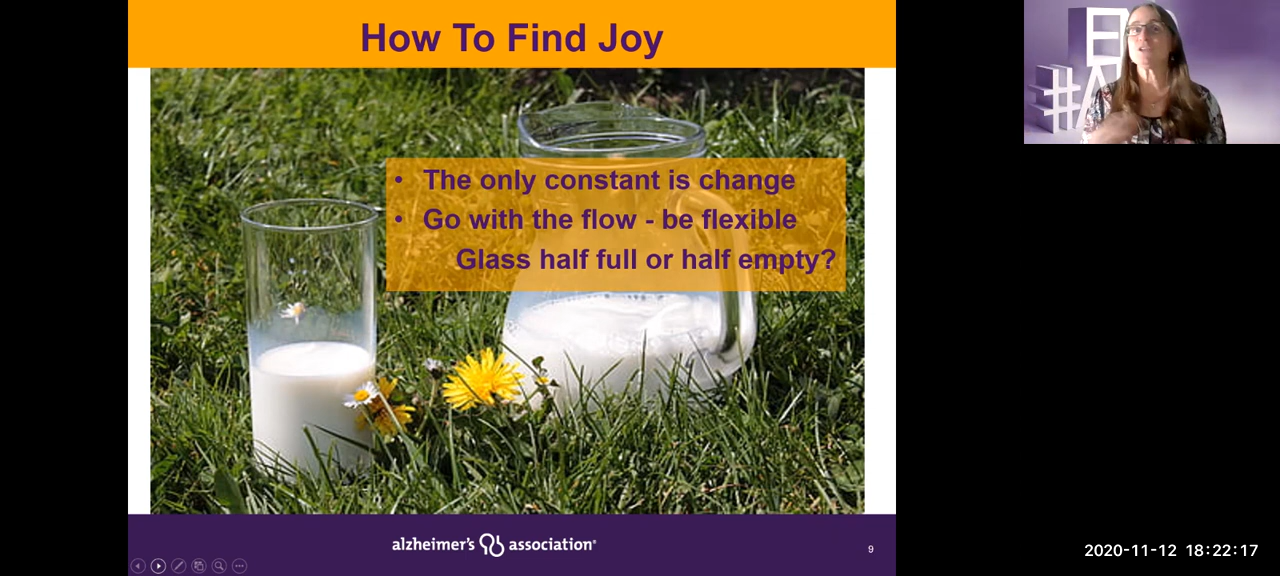 How To Find Joy
• The only constant is change
• Go with the flow - be flexible
Glass half full or half empty?
alzheimer's association®
9
2020-11-12 18:22:17